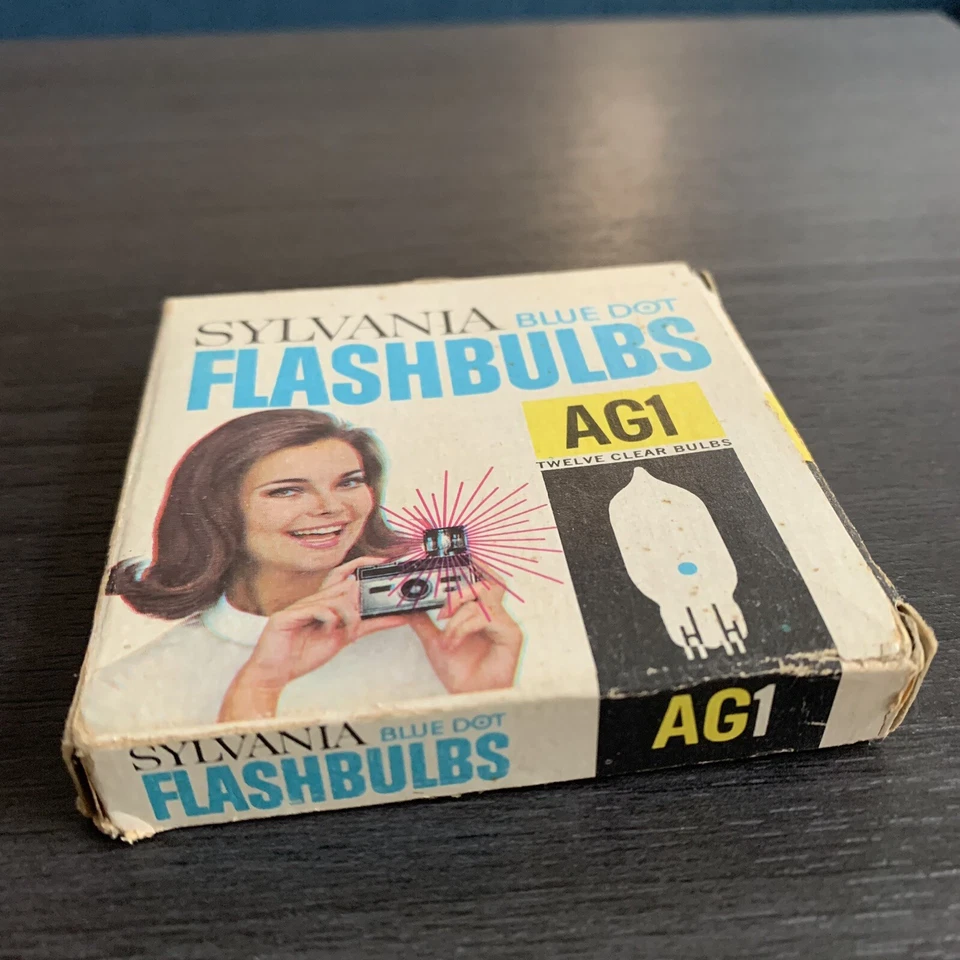 SYLVANIA BLUE DOT
FLASHBULBS
AG1
TWELVE CLEAR BULBS
SYLVANIA BLUE DOT
FLASHBULBS
AG1